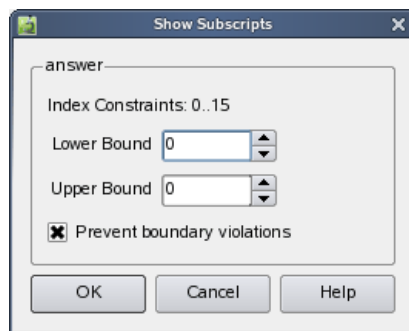 Show Subscripts
answer
Index Constraints: 0..15
Lower Bound 0
Upper Bound 0
Prevent boundary violations
OK Cancel Help